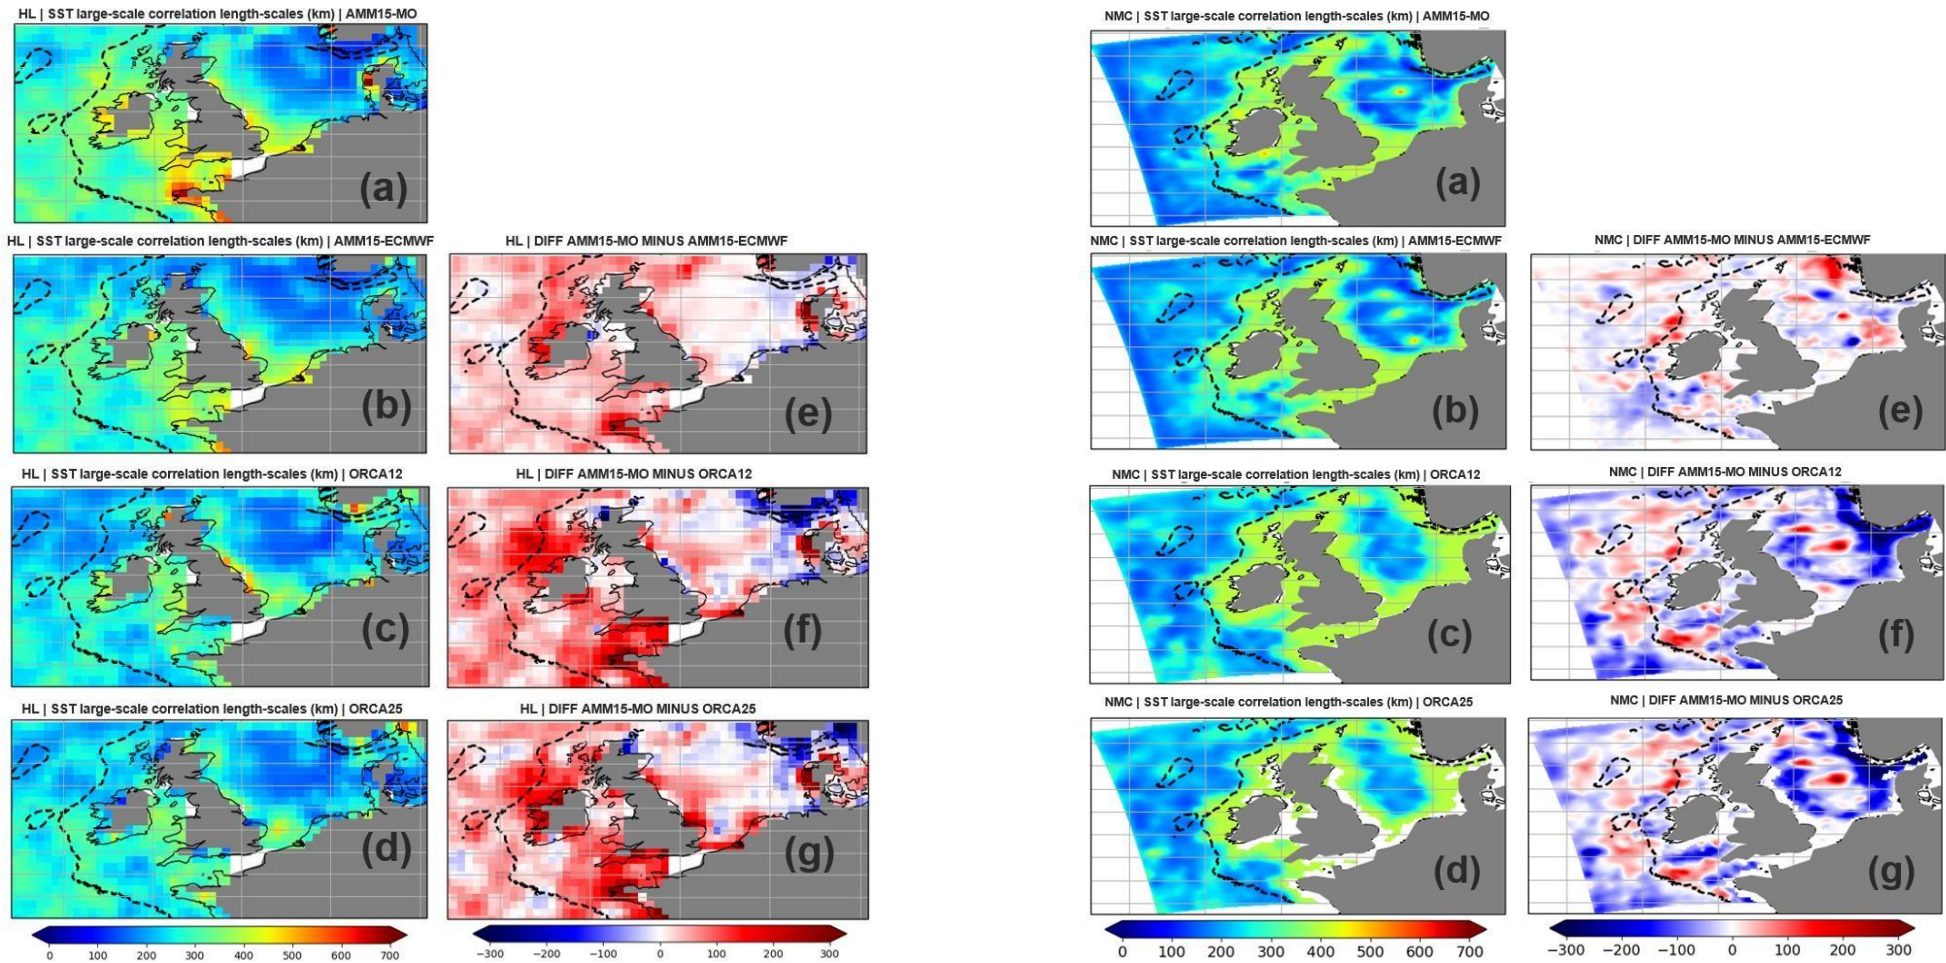 HL | SST large-scale correlation length-scales (km) | AMM15-MO
(a)
HL | SST large-scale correlation length-scales (km) | AMM15-ECMWF
(b)
HL | DIFF AMM15-MO MINUS AMM15-ECMWF
(e)
HL | SST large-scale correlation length-scales (km) | ORCA12
(c)
HL | DIFF AMM15-MO MINUS ORCA12
(f)
HL | SST large-scale correlation length-scales (km) | ORCA25
(d)
HL | DIFF AMM15-MO MINUS ORCA25
(g)
0 100 200 300 400 500 600 700
−300 −200 −100 0 100 200 300
NMC | SST large-scale correlation length-scales (km) | AMM15-MO
(a)
NMC | SST large-scale correlation length-scales (km) | AMM15-ECMWF
(b)
NMC | DIFF AMM15-MO MINUS AMM15-ECMWF
(e)
NMC | SST large-scale correlation length-scales (km) | ORCA12
(c)
NMC | DIFF AMM15-MO MINUS ORCA12
(f)
NMC | SST large-scale correlation length-scales (km) | ORCA25
(d)
NMC | DIFF AMM15-MO MINUS ORCA25
(g)
0 100 200 300 400 500 600 700
−300 −200 −100 0 100 200 300